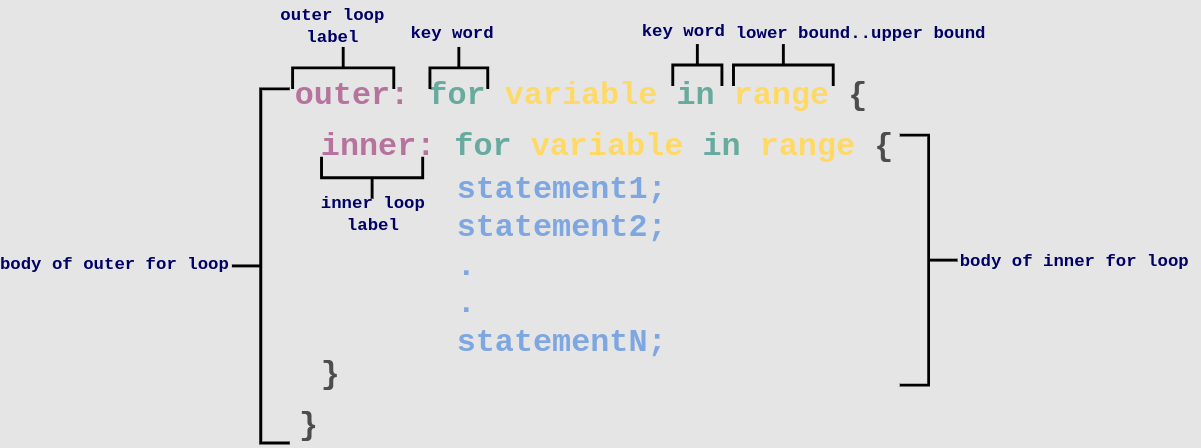 outer loop
label
key word
key word
lower bound..upper bound
outer: for variable in range {
inner: for variable in range {
inner loop
label
statement1;
statement2;
.
.
statementN;
body of outer for loop
body of inner for loop
}
}